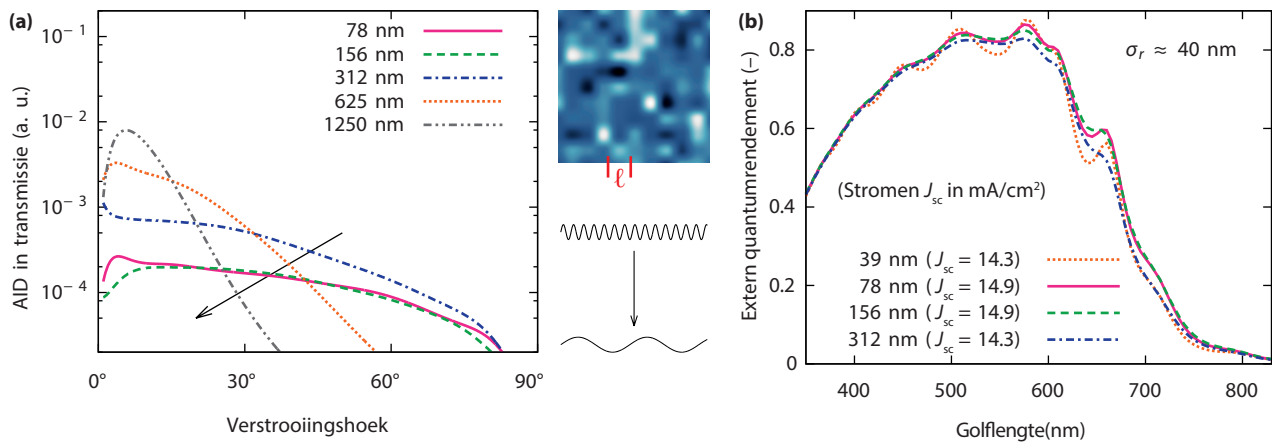 (a)
AID in transmissie (a. u.)
10⁻¹
10⁻²
10⁻³
10⁻⁴
78 nm
156 nm
312 nm
625 nm
1250 nm
0°
30°
60°
90°
Verstrooiingshoek
ℓ
(b)
Extern quantumrendement (–)
0.8
0.6
0.4
0.2
0
σr ≈ 40 nm
(Stromen Jsc in mA/cm²)
39 nm (Jsc = 14.3)
78 nm (Jsc = 14.9)
156 nm (Jsc = 14.9)
312 nm (Jsc = 14.3)
400
500
600
700
800
Golflengte(nm)